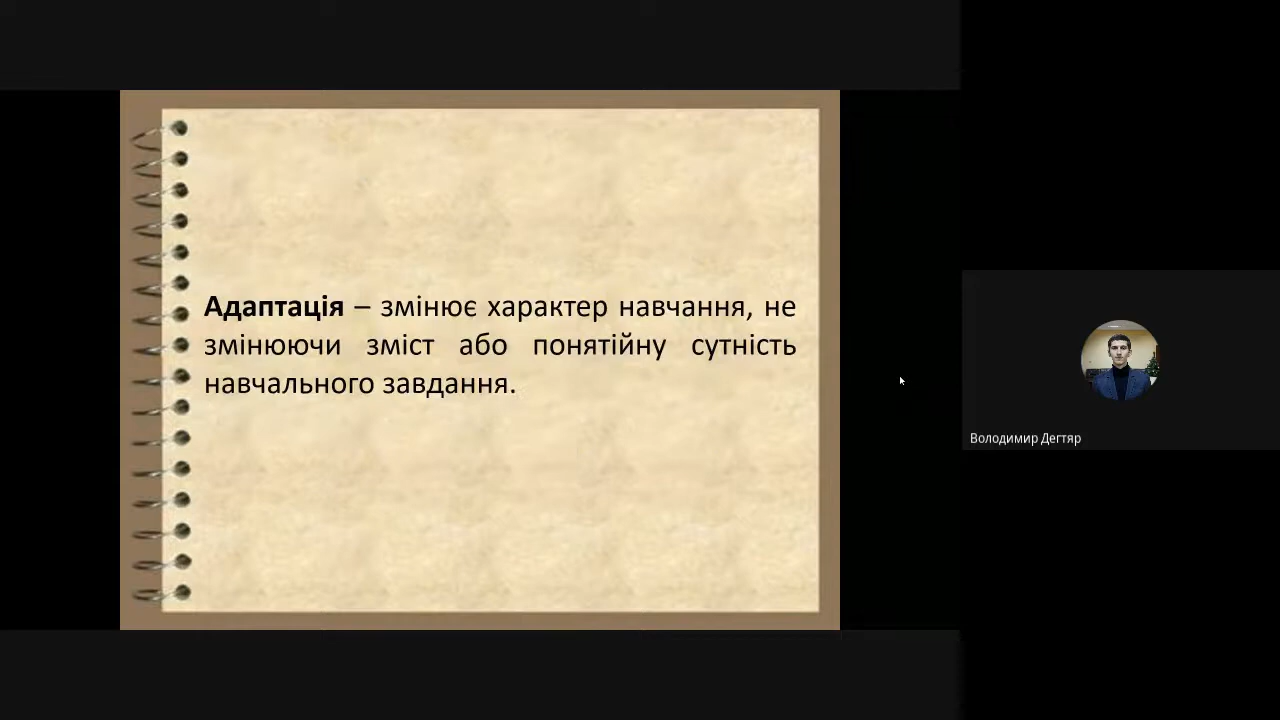 Адаптація – змінює характер навчання, не
змінюючи зміст або понятійну сутність
навчального завдання.
Володимир Дегтяр